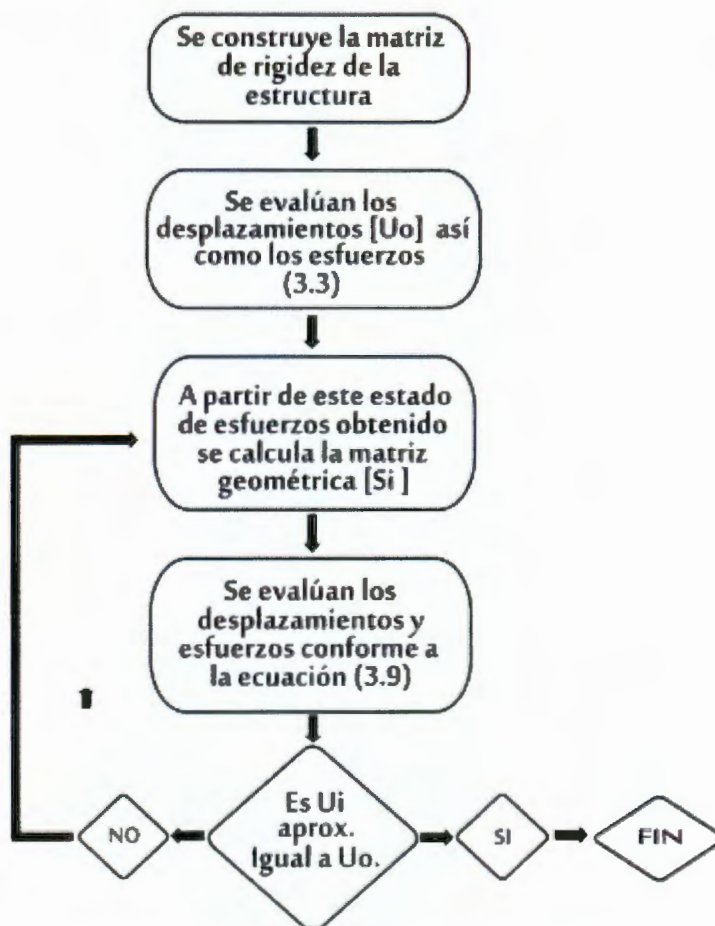 Se construye la matriz
de rigidez de la
estructura
Se evalúan los
desplazamientos [Uo] así
como los esfuerzos
(3.3)
A partir de este estado
de esfuerzos obtenido
se calcula la matriz
geométrica [Si ]
Se evalúan los
desplazamientos y
esfuerzos conforme a
la ecuación (3.9)
Es Ui
aprox.
Igual a Uo.
NO
SI
FIN